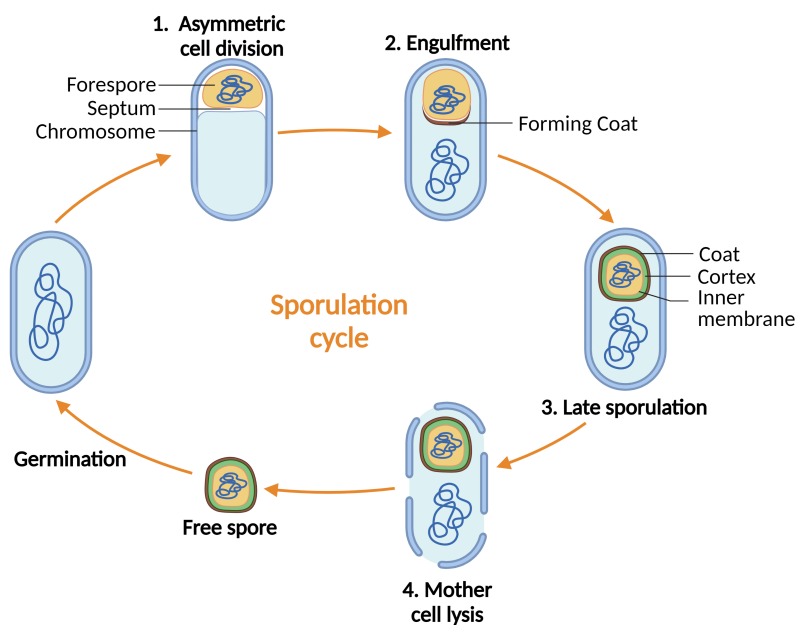 1. Asymmetric
cell division
Forespore
Septum
Chromosome
2. Engulfment
Forming Coat
Coat
Cortex
Inner
membrane
3. Late sporulation
Sporulation
cycle
4. Mother
cell lysis
Free spore
Germination